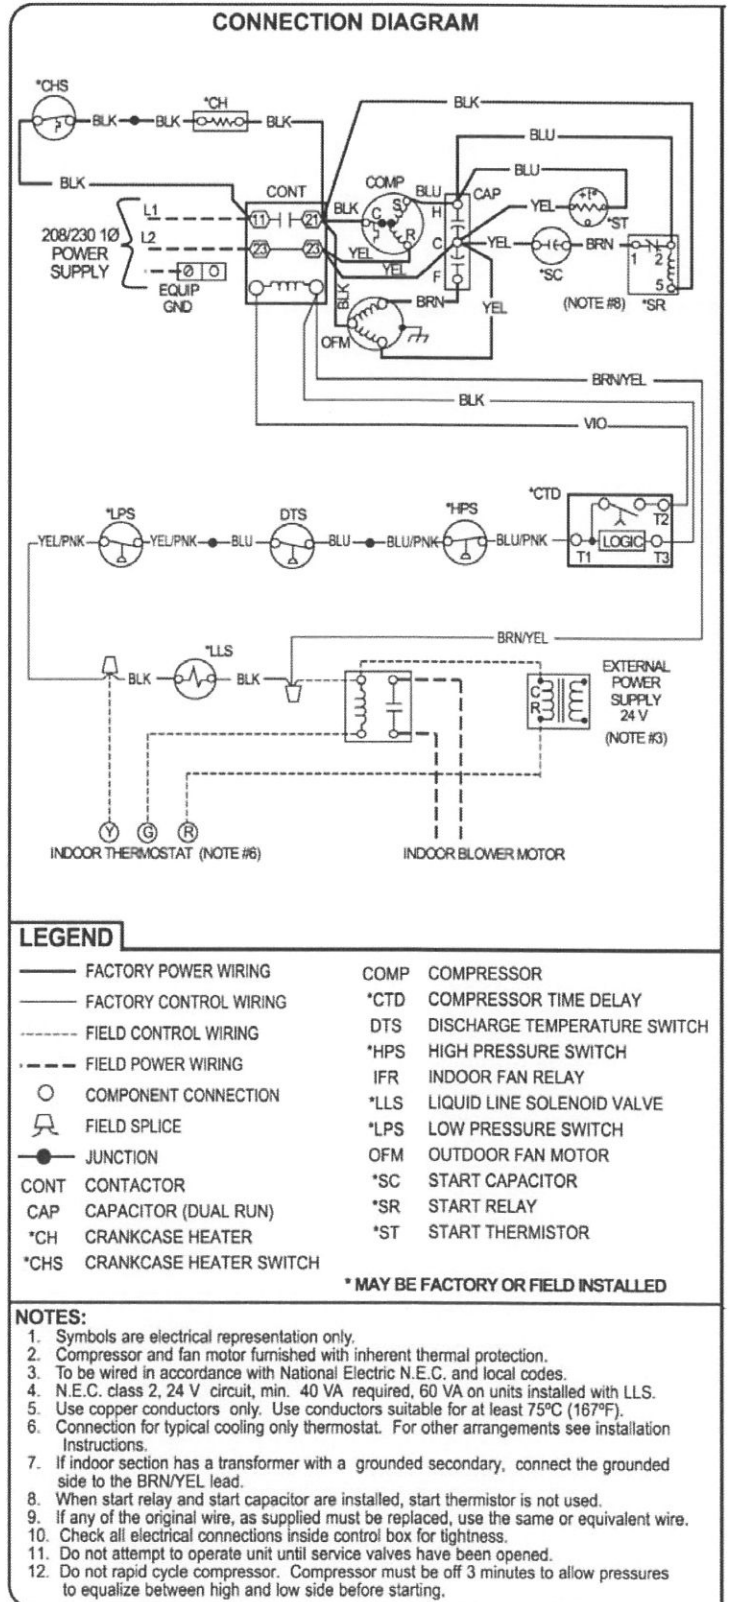 CONNECTION DIAGRAM
*CHS
*CH
BLK
BLK
BLK
BLK
BLU
BLU
BLK
CONT
COMP
BLU
CAP
H
YEL
*ST
L1
11
21
BLK
C
S
R
L2
23
23
YEL
YEL
C
YEL
*SC
BRN
1
2
5
*SR
208/230 1Ø
POWER
SUPPLY
EQUIP
GND
BLK
F
BRN
YEL
(NOTE #8)
OFM
BRN/YEL
BLK
VIO
*LPS
DTS
*HPS
*CTD
T2
YEL/PNK
YEL/PNK
BLU
BLU
BLU/PNK
BLU/PNK
T1
LOGIC
T3
BRN/YEL
*LLS
BLK
BLK
C
R
EXTERNAL
POWER
SUPPLY
24 V
(NOTE #3)
Y
G
R
INDOOR THERMOSTAT (NOTE #6)
INDOOR BLOWER MOTOR
LEGEND
FACTORY POWER WIRING
FACTORY CONTROL WIRING
FIELD CONTROL WIRING
FIELD POWER WIRING
COMPONENT CONNECTION
FIELD SPLICE
JUNCTION
CONT CONTACTOR
CAP CAPACITOR (DUAL RUN)
*CH CRANKCASE HEATER
*CHS CRANKCASE HEATER SWITCH
COMP COMPRESSOR
*CTD COMPRESSOR TIME DELAY
DTS DISCHARGE TEMPERATURE SWITCH
*HPS HIGH PRESSURE SWITCH
IFR INDOOR FAN RELAY
*LLS LIQUID LINE SOLENOID VALVE
*LPS LOW PRESSURE SWITCH
OFM OUTDOOR FAN MOTOR
*SC START CAPACITOR
*SR START RELAY
*ST START THERMISTOR
* MAY BE FACTORY OR FIELD INSTALLED
NOTES:
1. Symbols are electrical representation only.
2. Compressor and fan motor furnished with inherent thermal protection.
3. To be wired in accordance with National Electric N.E.C. and local codes.
4. N.E.C. class 2, 24 V circuit, min. 40 VA required, 60 VA on units installed with LLS.
5. Use copper conductors only. Use conductors suitable for at least 75ºC (167ºF).
6. Connection for typical cooling only thermostat. For other arrangements see installation
Instructions.
7. If indoor section has a transformer with a grounded secondary, connect the grounded
side to the BRN/YEL lead.
8. When start relay and start capacitor are installed, start thermistor is not used.
9. If any of the original wire, as supplied must be replaced, use the same or equivalent wire.
10. Check all electrical connections inside control box for tightness.
11. Do not attempt to operate unit until service valves have been opened.
12. Do not rapid cycle compressor. Compressor must be off 3 minutes to allow pressures
to equalize between high and low side before starting.